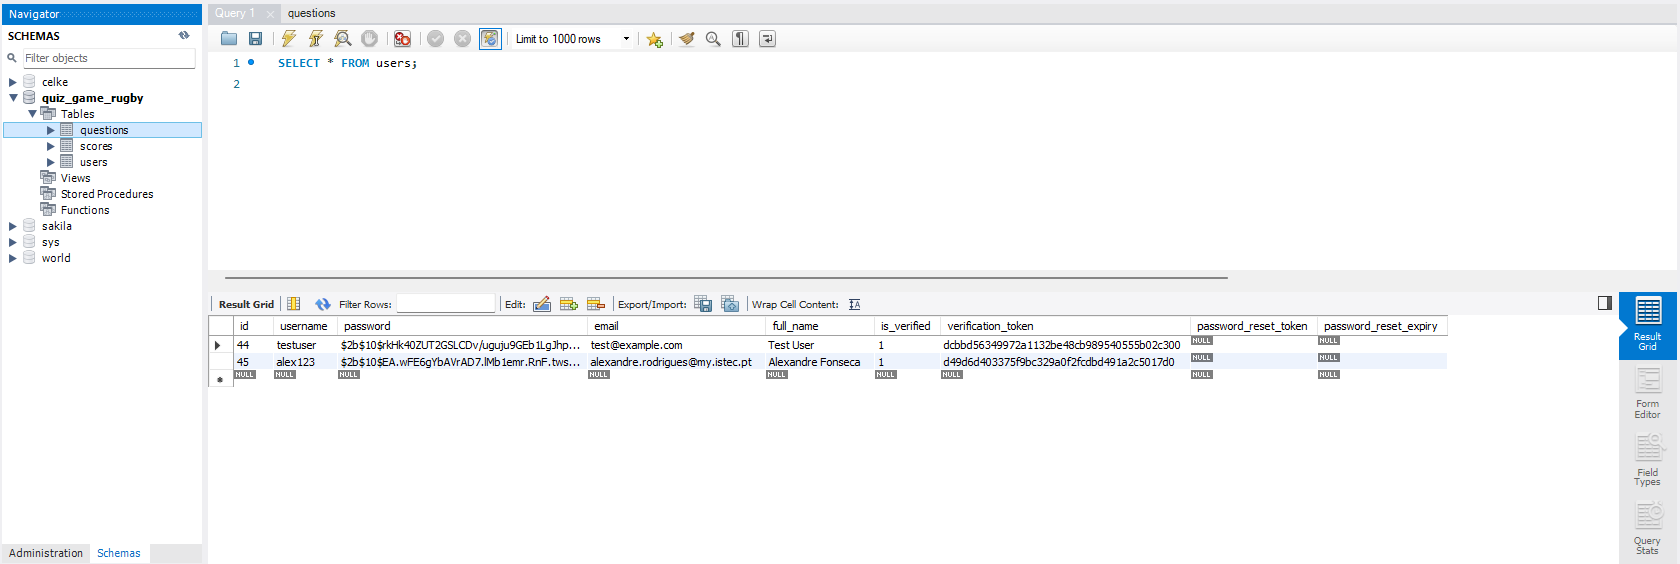 Navigator
SCHEMAS
Filter objects
celke
quiz_game_rugby
Tables
questions
scores
users
Views
Stored Procedures
Functions
sakila
sys
world
Administration Schemas
Query 1 questions
Limit to 1000 rows
1 SELECT * FROM users;
2
Result Grid Filter Rows: Edit: Export/Import: Wrap Cell Content:
id username password email full_name is_verified verification_token password_reset_token password_reset_expiry
44 testuser $2b$10$rkHk40ZUT2GSLCDv/uguju9GEb1LgJhp... test@example.com Test User 1 dcbbd56349972a1132be48cb989540555b02c300 NULL NULL
45 alex123 $2b$10$EA.wFE6gYbAVrAD7.lMb1emr.RnF.tws... alexandre.rodrigues@my.istec.pt Alexandre Fonseca 1 d49d6d403375f9bc329a0f2fcdbd491a2c5017d0 NULL NULL
NULL NULL NULL NULL NULL NULL NULL NULL NULL
Result
Grid
Form
Editor
Field
Types
Query
Stats